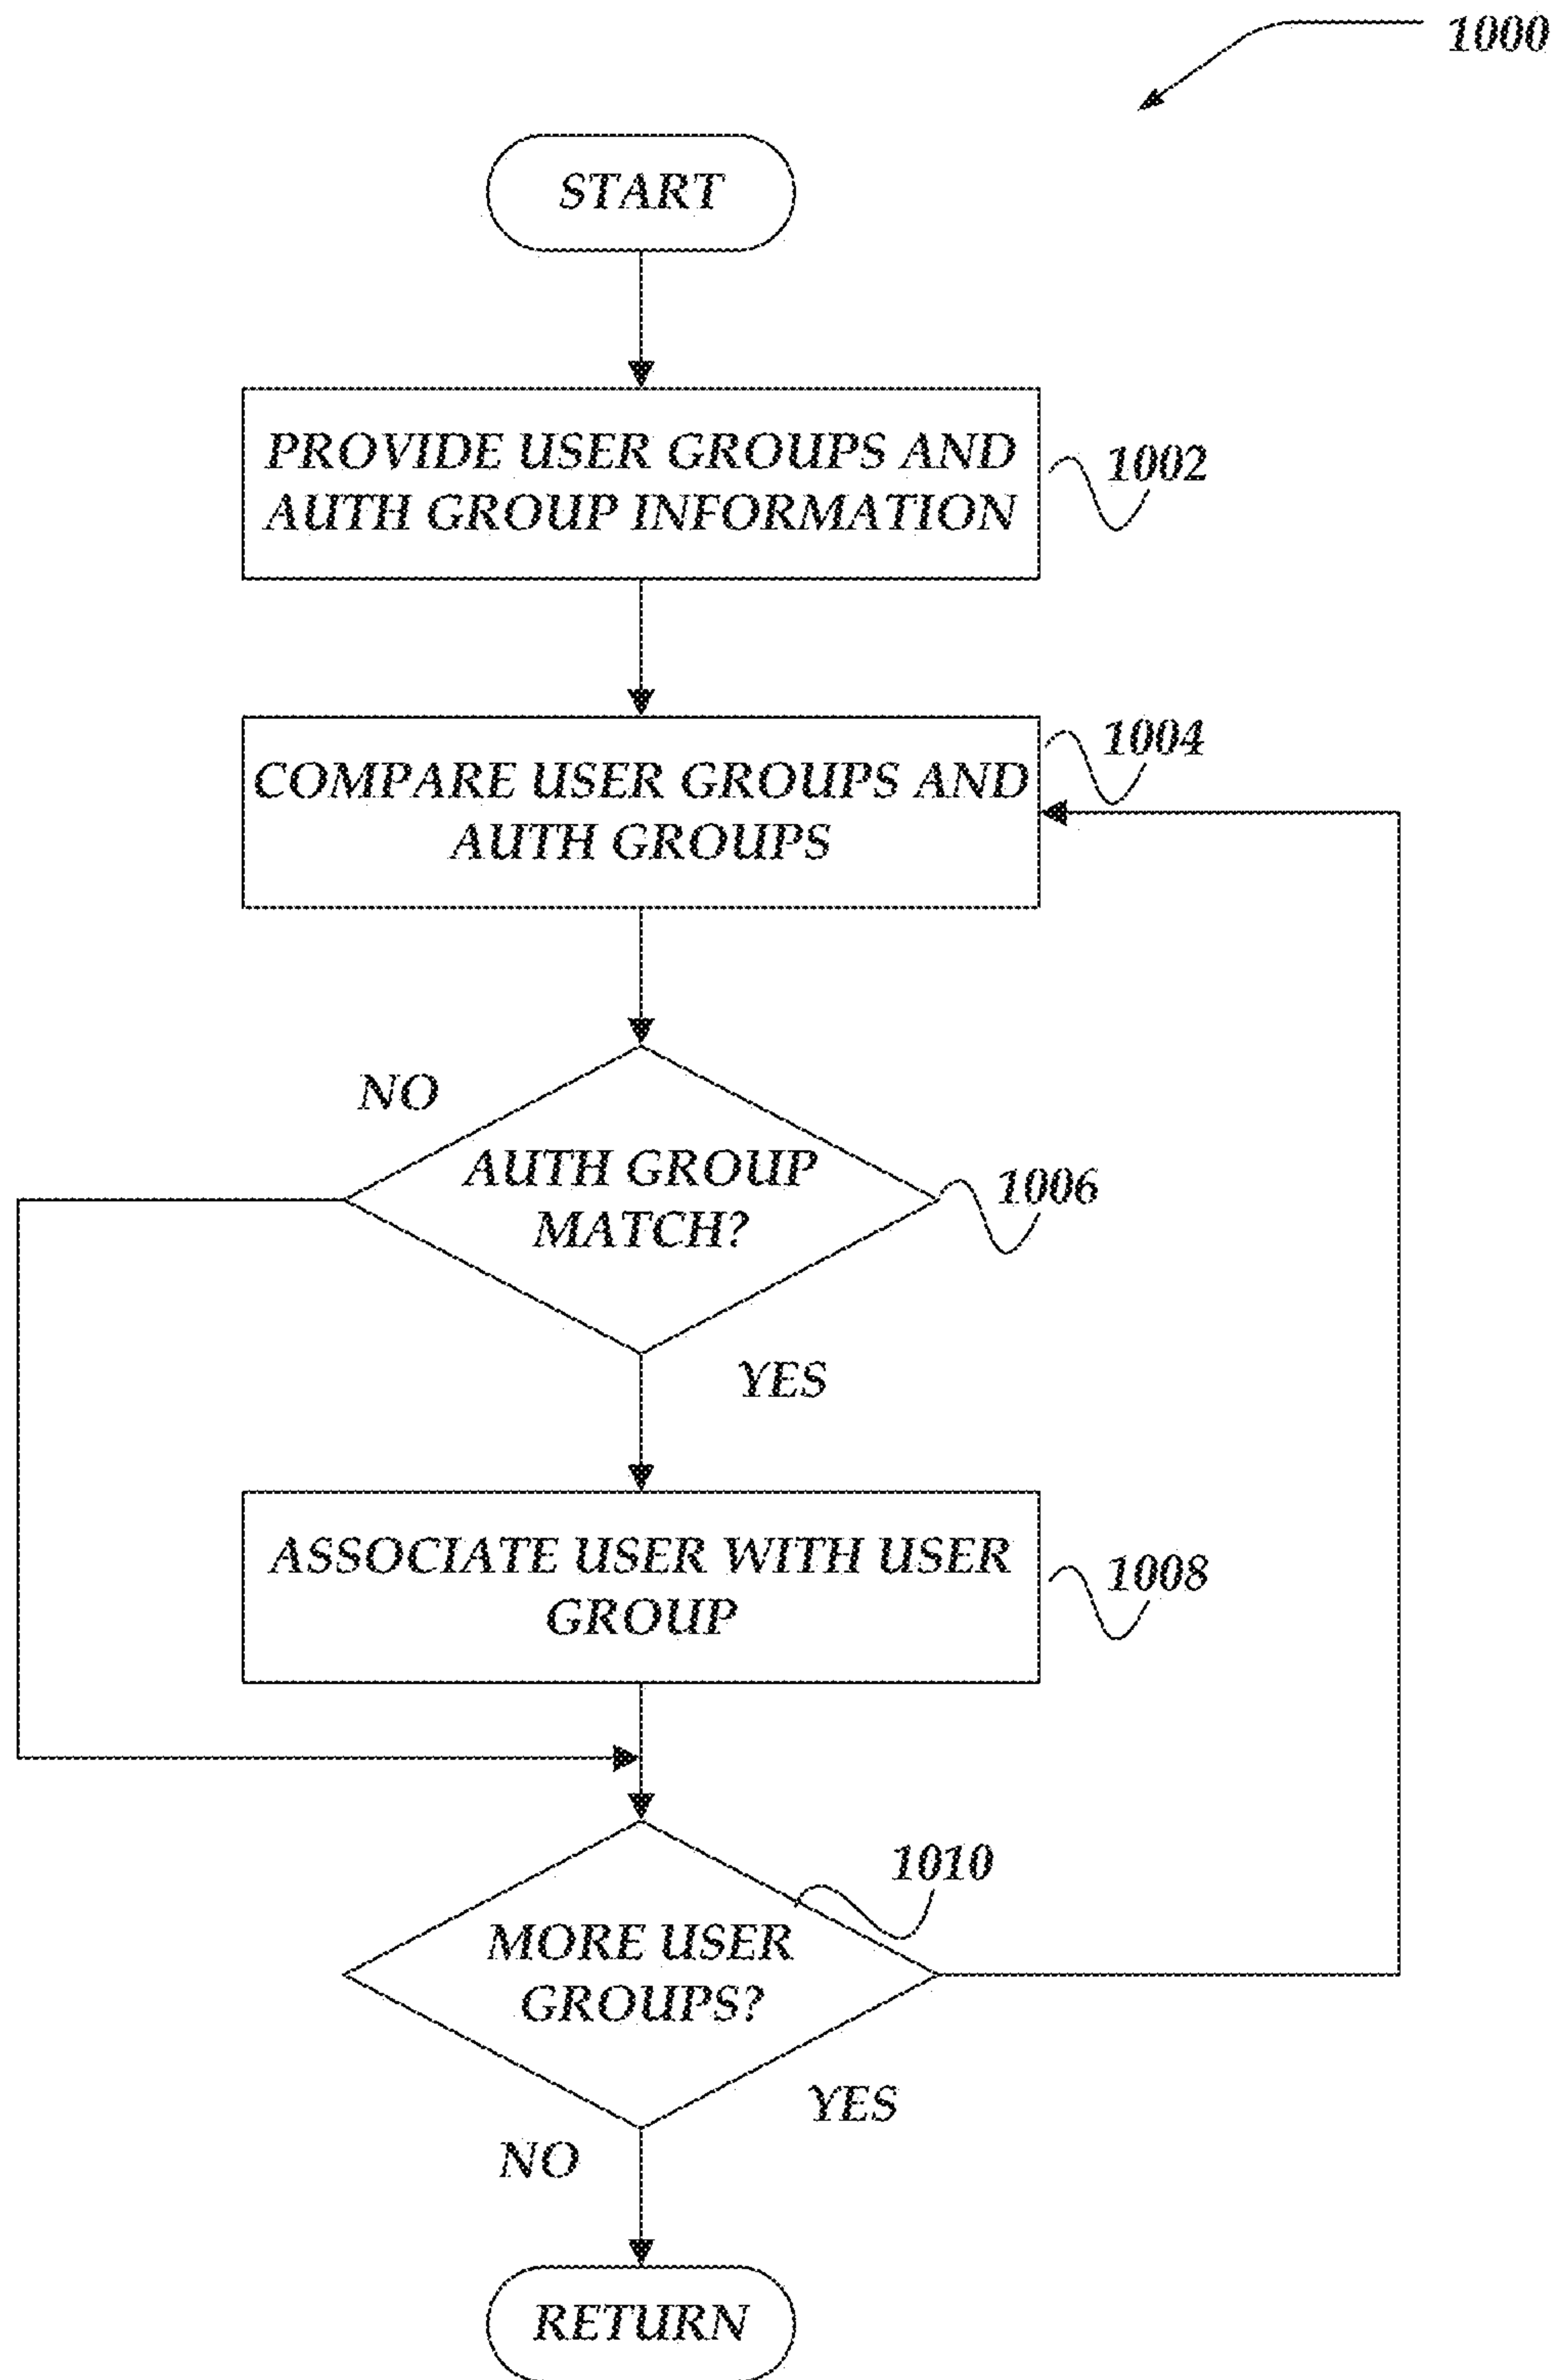 1000
START
PROVIDE USER GROUPS AND
AUTH GROUP INFORMATION
1002
COMPARE USER GROUPS AND
AUTH GROUPS
1004
NO
AUTH GROUP
MATCH?
1006
YES
ASSOCIATE USER WITH USER
GROUP
1008
MORE USER
GROUPS?
1010
YES
NO
RETURN